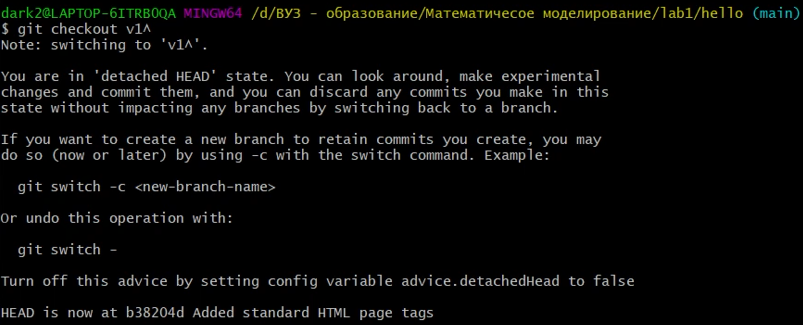 dark2@LAPTOP-6ITRB0QA MINGW64 /d/ВУЗ - образование/Математичесое моделирование/lab1/hello (main)
$ git checkout v1^
Note: switching to 'v1^'.

You are in 'detached HEAD' state. You can look around, make experimental
changes and commit them, and you can discard any commits you make in this
state without impacting any branches by switching back to a branch.

If you want to create a new branch to retain commits you create, you may
do so (now or later) by using -c with the switch command. Example:

  git switch -c <new-branch-name>

Or undo this operation with:

  git switch -

Turn off this advice by setting config variable advice.detachedHead to false

HEAD is now at b38204d Added standard HTML page tags